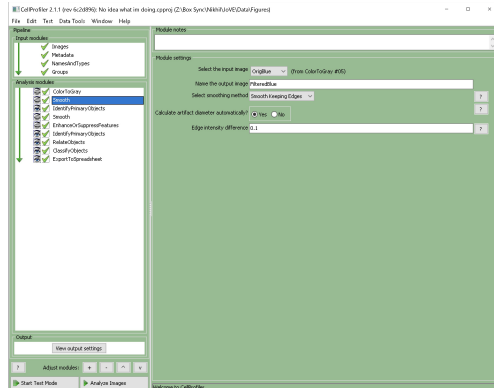 CellProfiler 2.1.1 (rev 6c2d896): No idea what im doing.cpproj (Z:\Box Sync\Nikhil\JoVE\Data\Figures)
File Edit Test Data Tools Window Help
Pipeline
Input modules
Images
Metadata
NamesAndTypes
Groups
Analysis modules
ColorToGray
Smooth
IdentifyPrimaryObjects
Smooth
EnhanceOrSuppressFeatures
IdentifyPrimaryObjects
RelateObjects
ClassifyObjects
ExportToSpreadsheet
Output
View output settings
? Adjust modules: + - ^ v
Start Test Mode Analyze Images
Module notes
Module settings
Select the input image OrigBlue (from ColorToGray #05)
Name the output image FilteredBlue
Select smoothing method Smooth Keeping Edges ?
Calculate artifact diameter automatically? Yes No ?
Edge intensity difference 0.1 ?
Welcome to CellProfiler